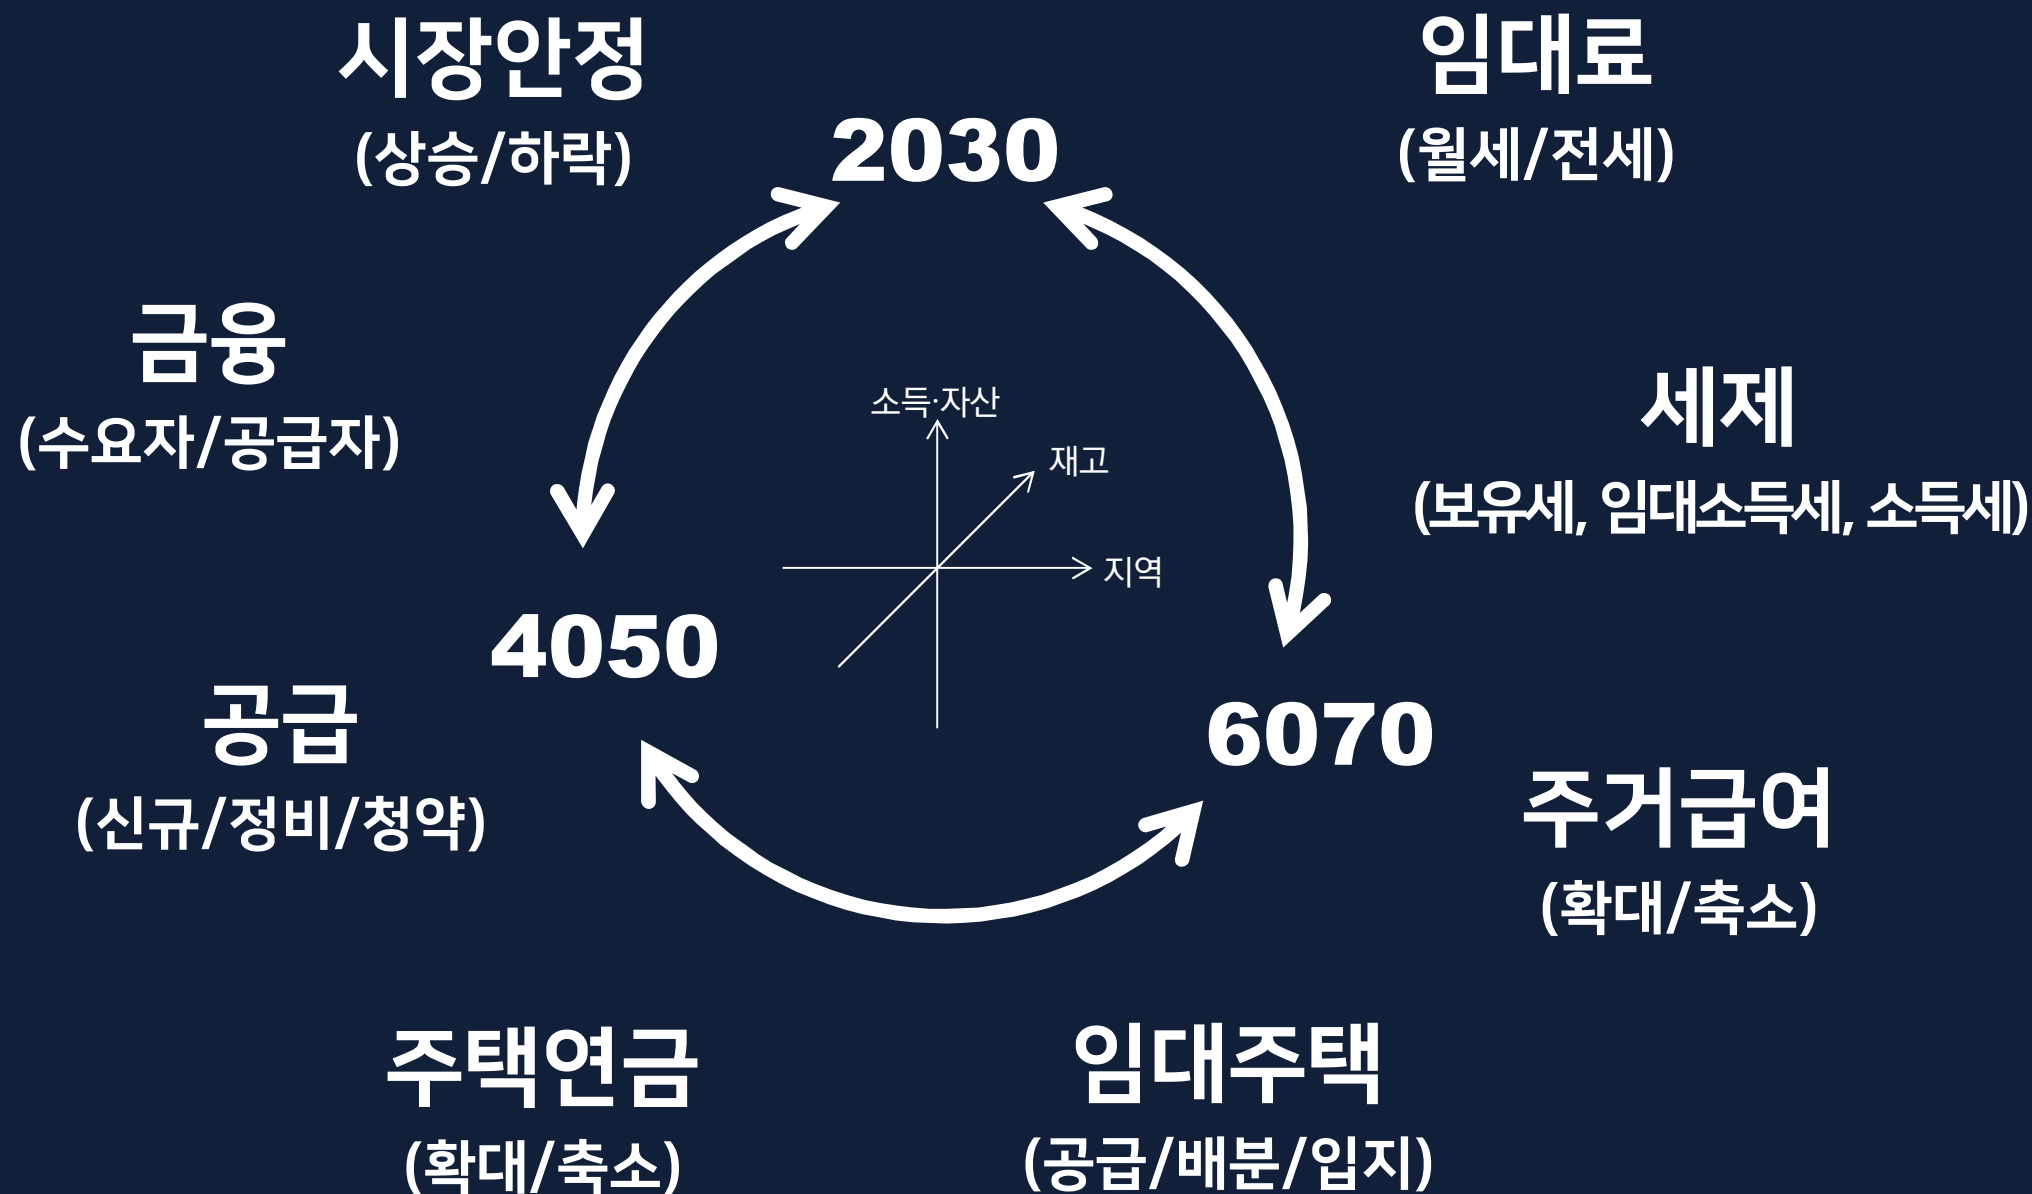 시장안정
(상승/하락)
임대료
(월세/전세)
2030
금융
(수요자/공급자)
세제
(보유세, 임대소득세, 소득세)
소득·자산
재고
지역
4050
6070
공급
(신규/정비/청약)
주거급여
(확대/축소)
주택연금
(확대/축소)
임대주택
(공급/배분/입지)